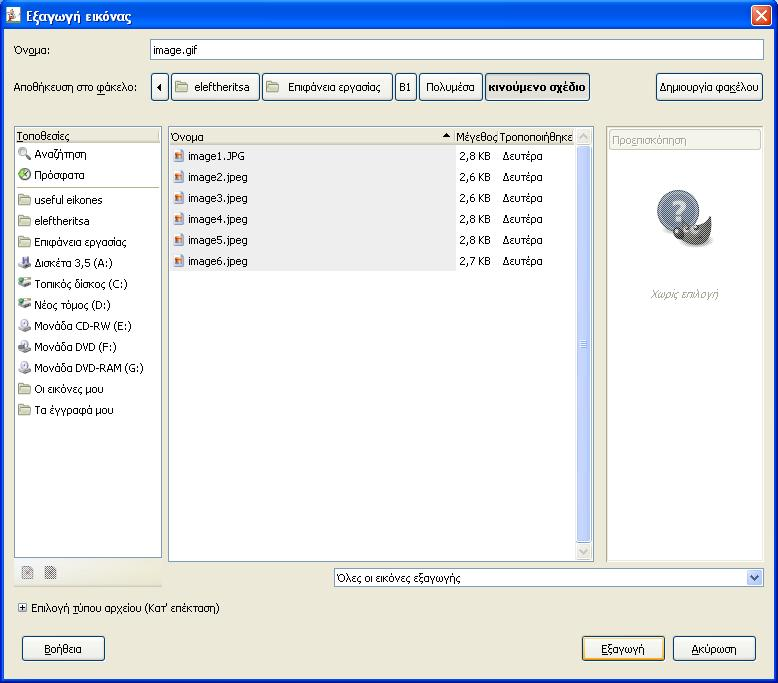 Εξαγωγή εικόνας
Όνομα: image.gif
Αποθήκευση στο φάκελο: eleftheritsa Επιφάνεια εργασίας B1 Πολυμέσα κινούμενο σχέδιο Δημιουργία φακέλου
Τοποθεσίες
Αναζήτηση
Πρόσφατα
useful eikones
eleftheritsa
Επιφάνεια εργασίας
Δισκέτα 3,5 (A:)
Τοπικός δίσκος (C:)
Νέος τόμος (D:)
Μονάδα CD-RW (E:)
Μονάδα DVD (F:)
Μονάδα DVD-RAM (G:)
Οι εικόνες μου
Τα έγγραφά μου
Όνομα Μέγεθος Τροποποιήθηκε
image1.JPG 2,8 KB Δευτέρα
image2.jpeg 2,6 KB Δευτέρα
image3.jpeg 2,6 KB Δευτέρα
image4.jpeg 2,8 KB Δευτέρα
image5.jpeg 2,8 KB Δευτέρα
image6.jpeg 2,7 KB Δευτέρα
Προεπισκόπηση
Χωρίς επιλογή
Όλες οι εικόνες εξαγωγής
Επιλογή τύπου αρχείου (Κατ' επέκταση)
Βοήθεια Εξαγωγή Ακύρωση